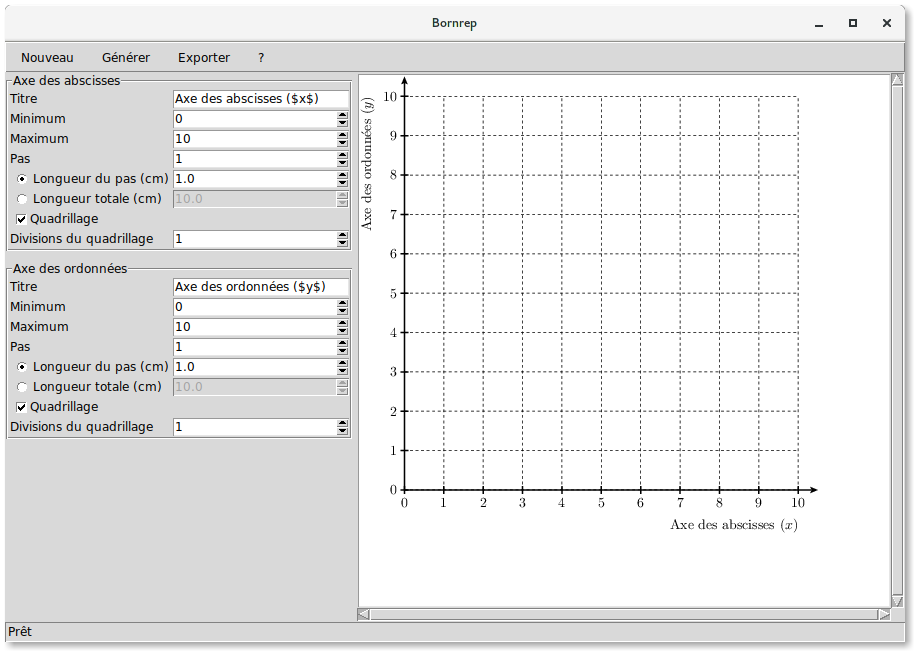 Bornrep
Nouveau Générer Exporter ?
Axe des abscisses
Titre Axe des abscisses ($x$)
Minimum 0
Maximum 10
Pas 1
Longueur du pas (cm) 1.0
Longueur totale (cm) 10.0
Quadrillage
Divisions du quadrillage 1
Axe des ordonnées
Titre Axe des ordonnées ($y$)
Minimum 0
Maximum 10
Pas 1
Longueur du pas (cm) 1.0
Longueur totale (cm) 10.0
Quadrillage
Divisions du quadrillage 1
Axe des ordonnées (y)
10
9
8
7
6
5
4
3
2
1
0
0 1 2 3 4 5 6 7 8 9 10
Axe des abscisses (x)
Prêt